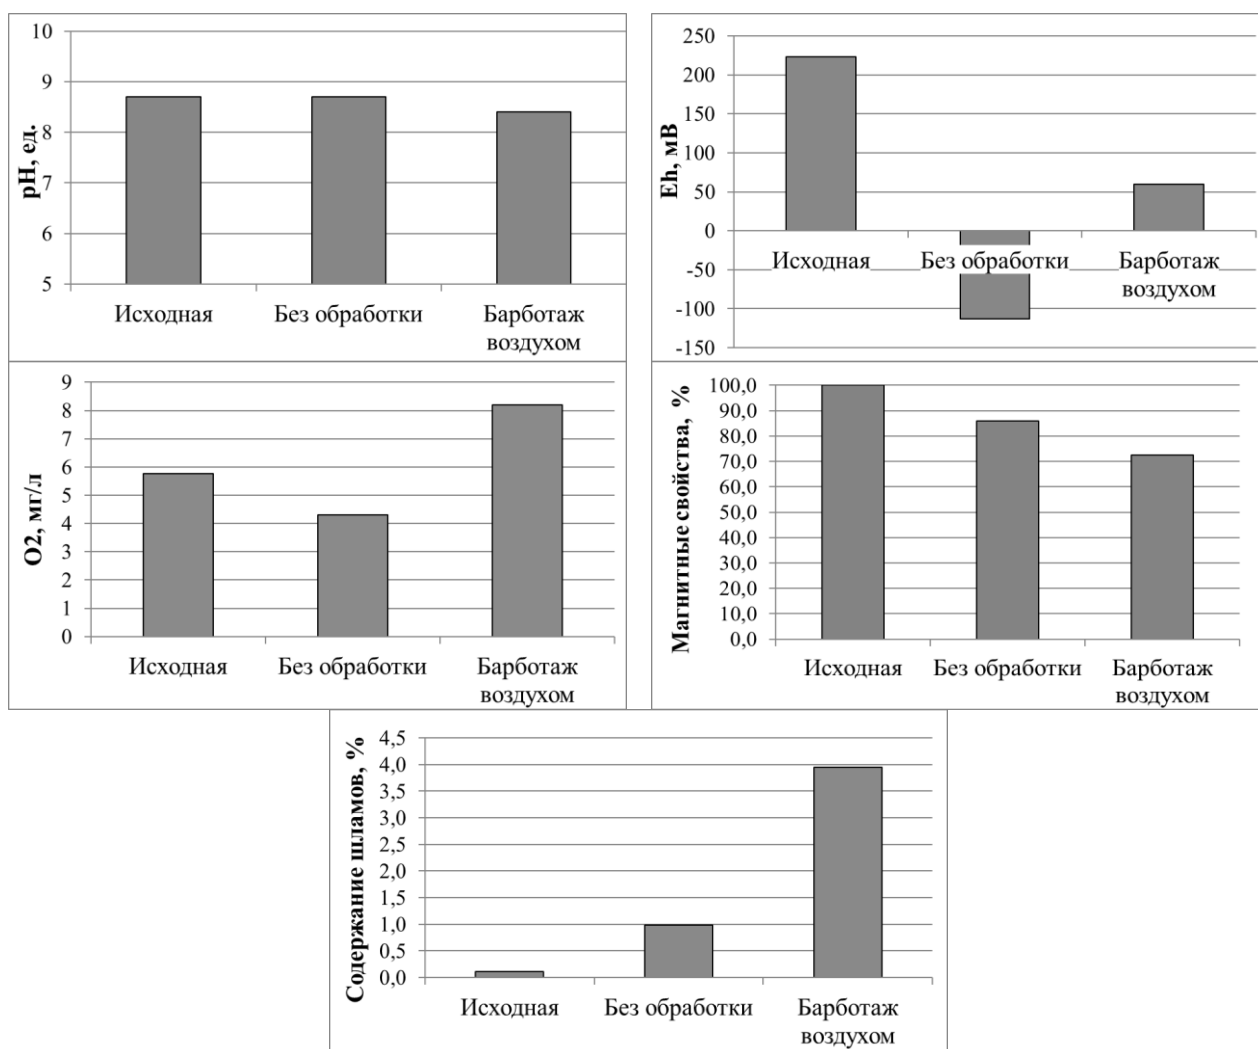 pH, ед.
10
9
8
7
6
5
Исходная
Без обработки
Барботаж
воздухом
Eh, мВ
250
200
150
100
50
0
-50
-100
-150
Исходная
Без обработки
Барботаж
воздухом
О2, мг/л
9
8
7
6
5
4
3
2
1
0
Исходная
Без обработки
Барботаж
воздухом
Магнитные свойства, %
100,0
90,0
80,0
70,0
60,0
50,0
40,0
30,0
20,0
10,0
0,0
Исходная
Без обработки
Барботаж
воздухом
Содержание шламов, %
4,5
4,0
3,5
3,0
2,5
2,0
1,5
1,0
0,5
0,0
Исходная
Без обработки
Барботаж
воздухом